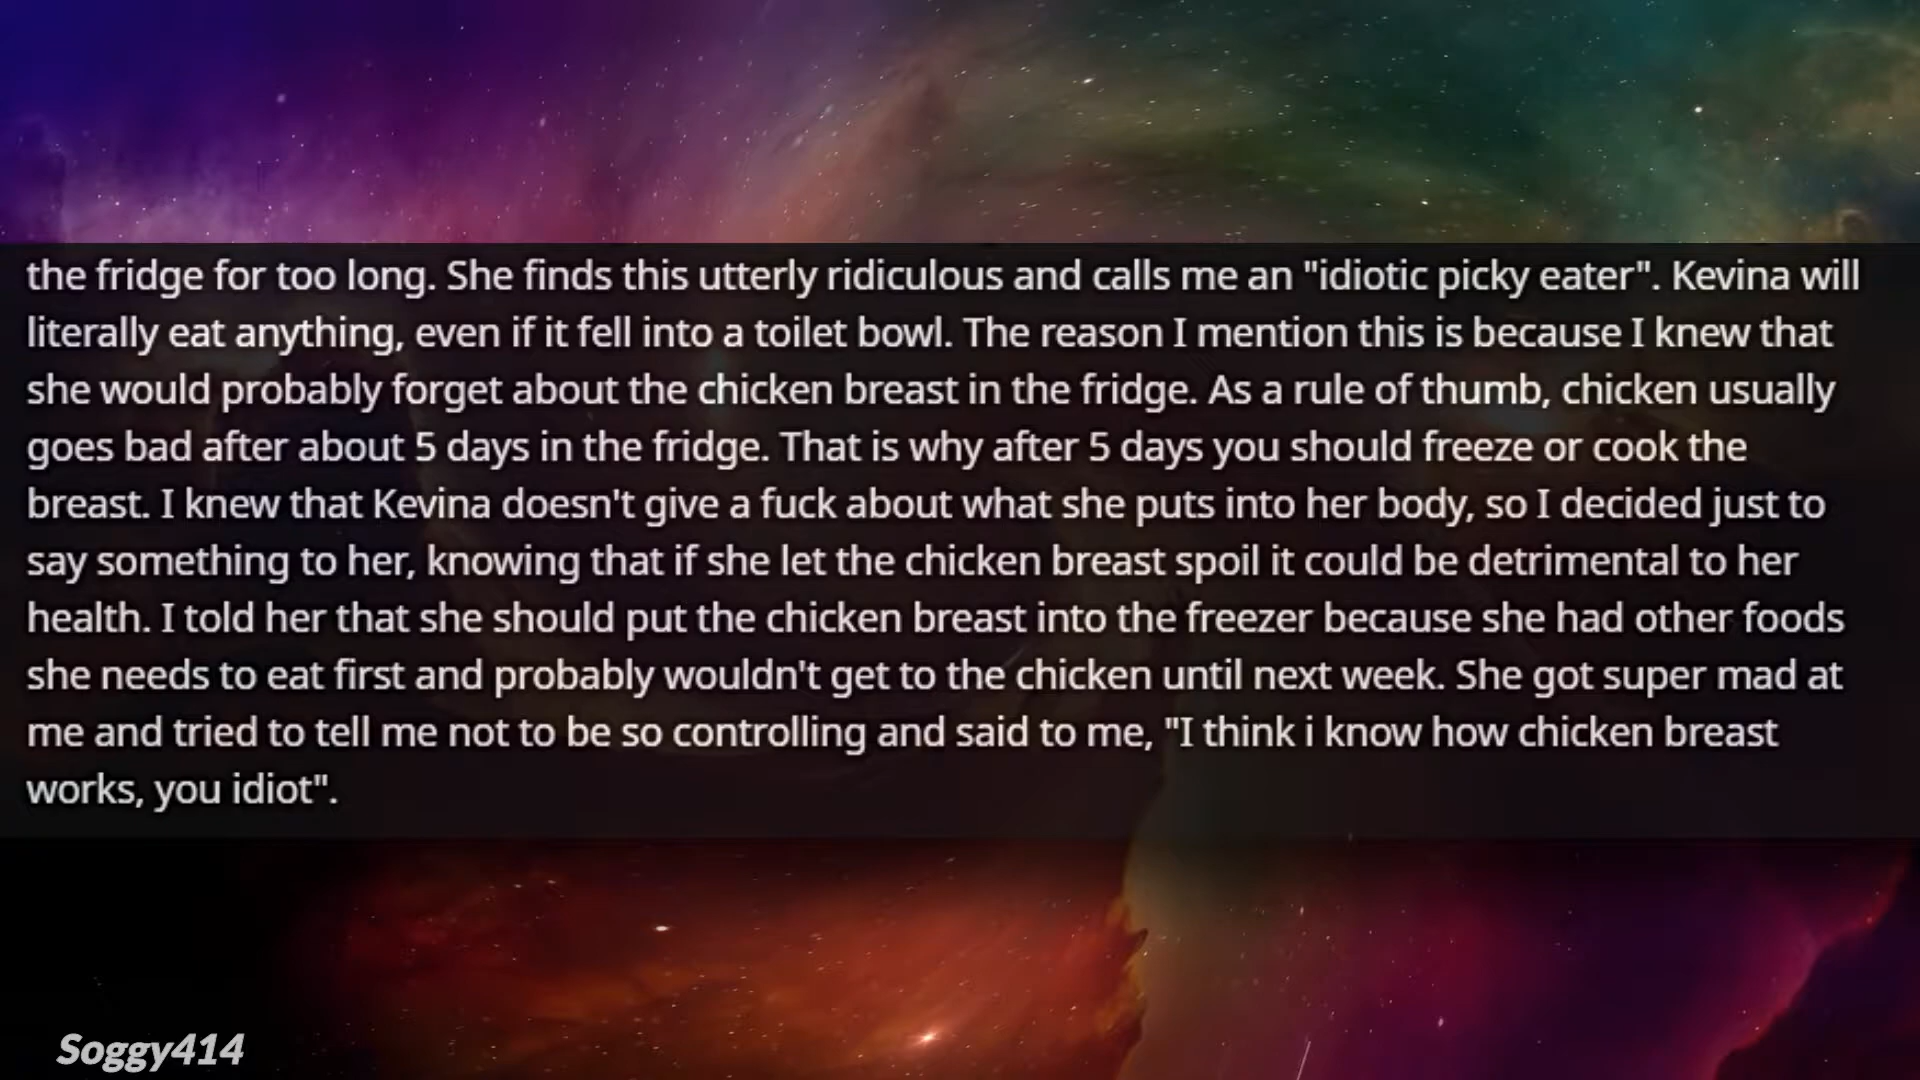 the fridge for too long. She finds this utterly ridiculous and calls me an "idiotic picky eater". Kevina will
literally eat anything, even if it fell into a toilet bowl. The reason I mention this is because I knew that
she would probably forget about the chicken breast in the fridge. As a rule of thumb, chicken usually
goes bad after about 5 days in the fridge. That is why after 5 days you should freeze or cook the
breast. I knew that Kevina doesn't give a fuck about what she puts into her body, so I decided just to
say something to her, knowing that if she let the chicken breast spoil it could be detrimental to her
health. I told her that she should put the chicken breast into the freezer because she had other foods
she needs to eat first and probably wouldn't get to the chicken until next week. She got super mad at
me and tried to tell me not to be so controlling and said to me, "I think i know how chicken breast
works, you idiot".
Soggy414